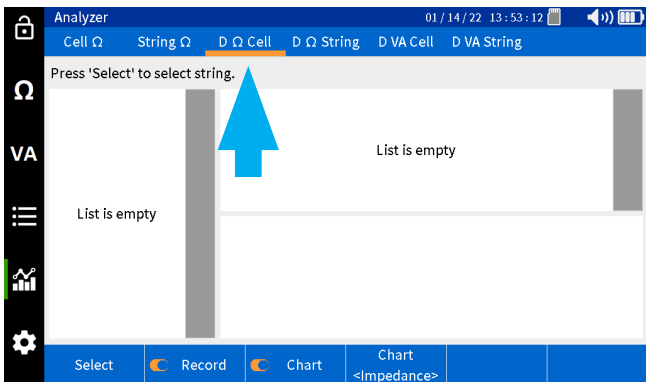 Analyzer 01/14/22 13:53:12
Cell Ω String Ω D Ω Cell D Ω String D VA Cell D VA String
Press 'Select' to select string.
Ω
VA
List is empty
List is empty
Select Record Chart Chart
<Impedance>